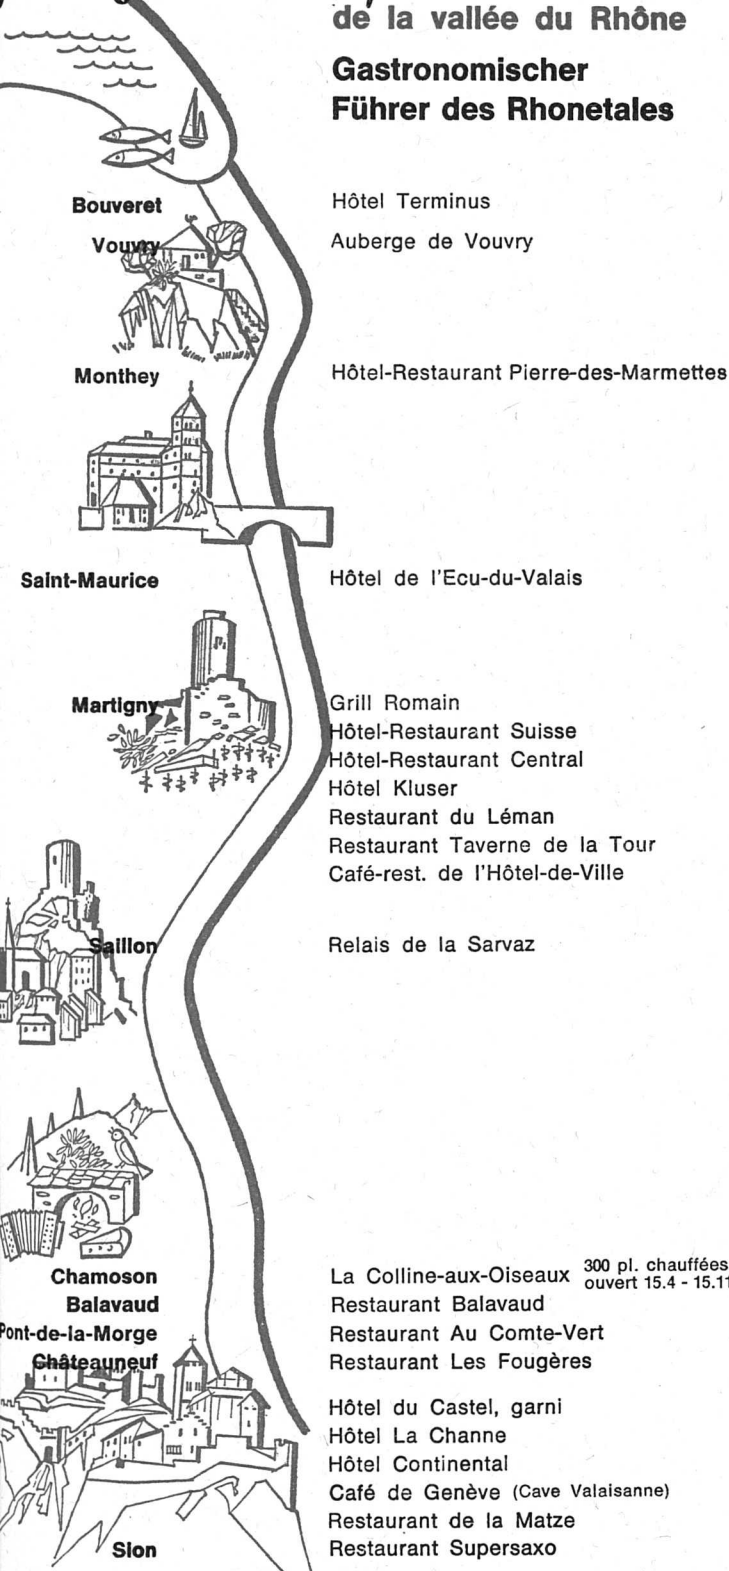 de la vallée du Rhône
Gastronomischer
Führer des Rhonetales
Bouveret Hôtel Terminus
Vouvry Auberge de Vouvry
Monthey Hôtel-Restaurant Pierre-des-Marmettes
Saint-Maurice Hôtel de l'Ecu-du-Valais
Martigny Grill Romain
Hôtel-Restaurant Suisse
Hôtel-Restaurant Central
Hôtel Kluser
Restaurant du Léman
Restaurant Taverne de la Tour
Café-rest. de l'Hôtel-de-Ville
Saillon Relais de la Sarvaz
Chamoson La Colline-aux-Oiseaux 300 pl. chauffées
ouvert 15.4 - 15.11
Balavaud Restaurant Balavaud
Pont-de-la-Morge Restaurant Au Comte-Vert
Châteauneuf Restaurant Les Fougères
Hôtel du Castel, garni
Hôtel La Channe
Hôtel Continental
Café de Genève (Cave Valaisanne)
Restaurant de la Matze
Sion Restaurant Supersaxo